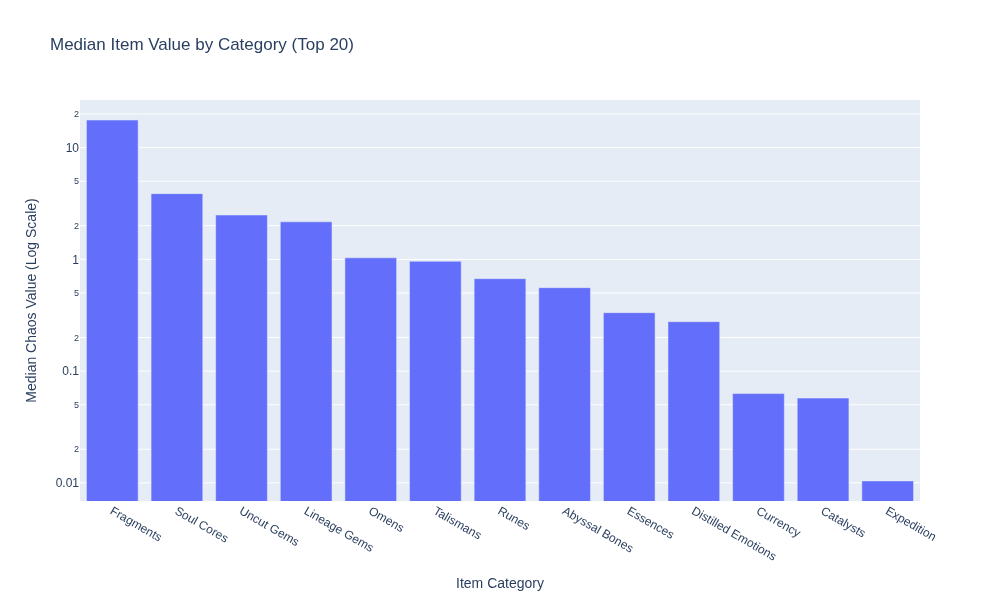 Median Item Value by Category (Top 20)
Median Chaos Value (Log Scale)
2
10
5
2
1
5
2
0.1
5
2
0.01
Fragments
Soul Cores
Uncut Gems
Lineage Gems
Omens
Talismans
Runes
Abyssal Bones
Essences
Distilled Emotions
Currency
Catalysts
Expedition
Item Category